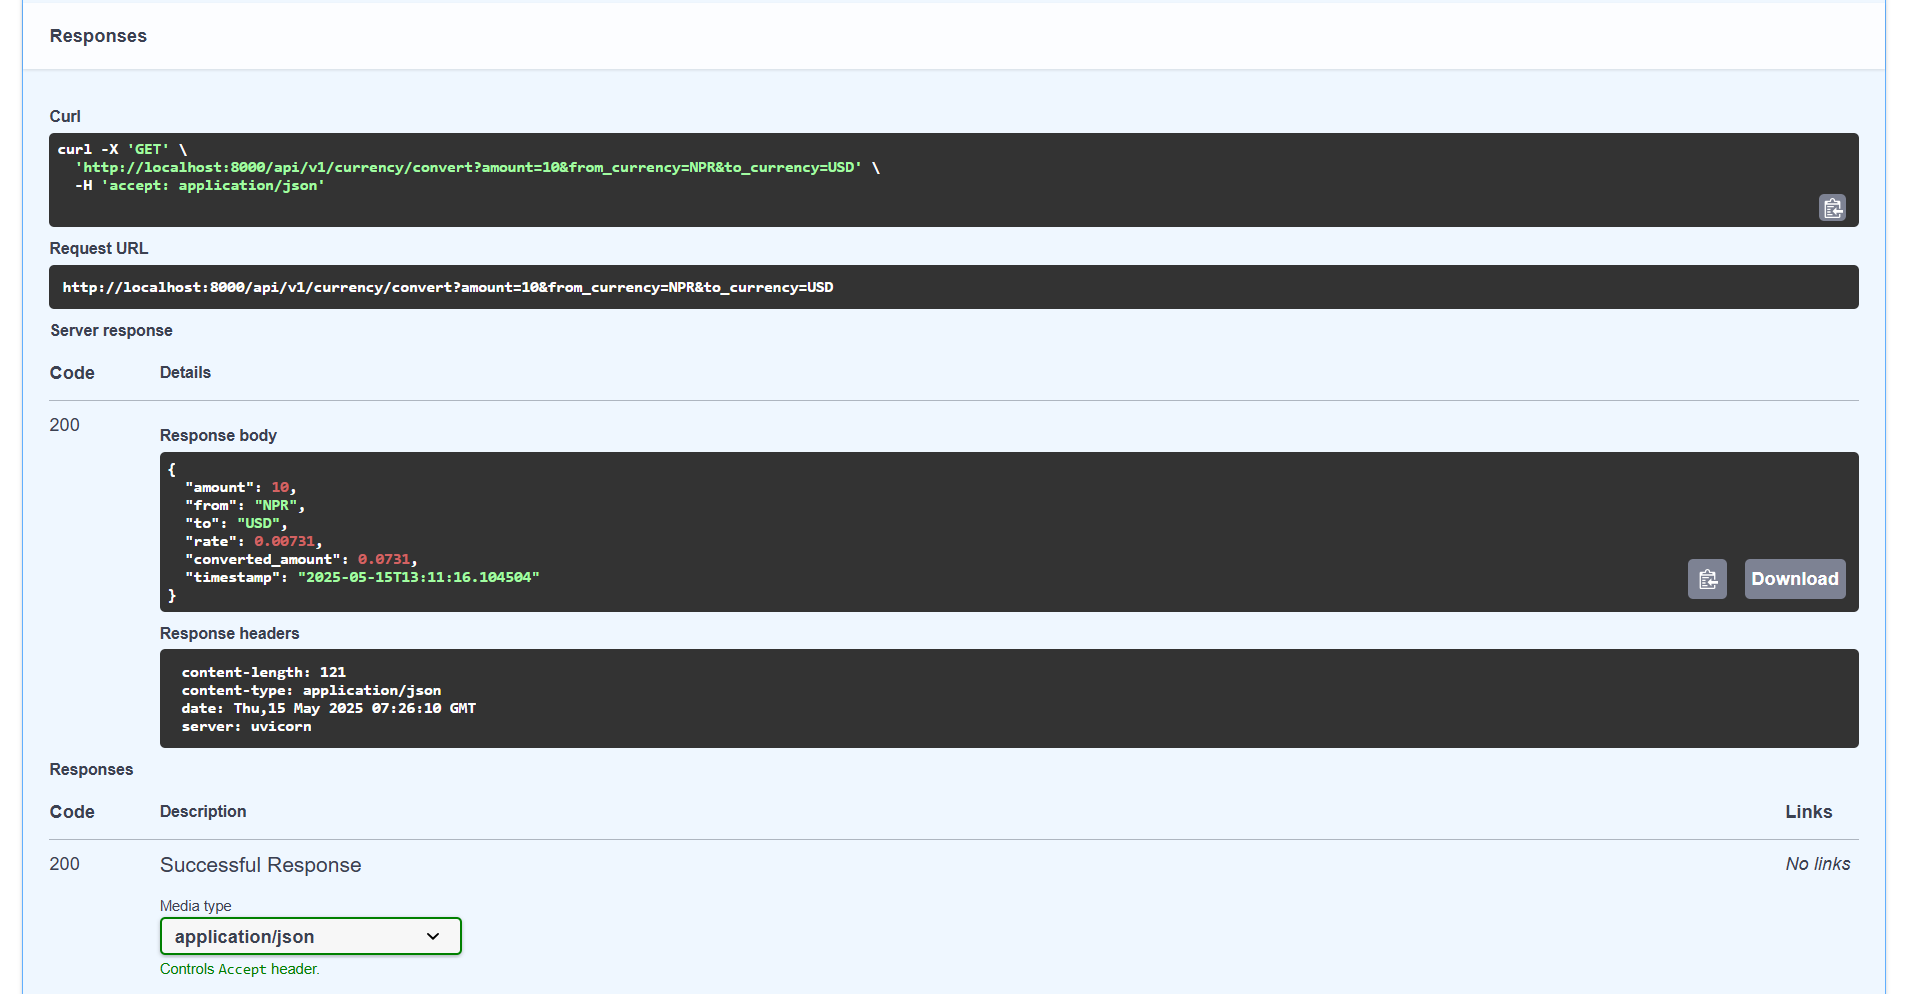 Responses
Curl
curl -X 'GET' \
  'http://localhost:8000/api/v1/currency/convert?amount=10&from_currency=NPR&to_currency=USD' \
  -H 'accept: application/json'
Request URL
http://localhost:8000/api/v1/currency/convert?amount=10&from_currency=NPR&to_currency=USD
Server response
Code Details
200
Response body
{
  "amount": 10,
  "from": "NPR",
  "to": "USD",
  "rate": 0.00731,
  "converted_amount": 0.0731,
  "timestamp": "2025-05-15T13:11:16.104504"
}
Download
Response headers
content-length: 121
content-type: application/json
date: Thu,15 May 2025 07:26:10 GMT
server: uvicorn
Responses
Code Description Links
200 Successful Response No links
Media type
application/json
Controls Accept header.